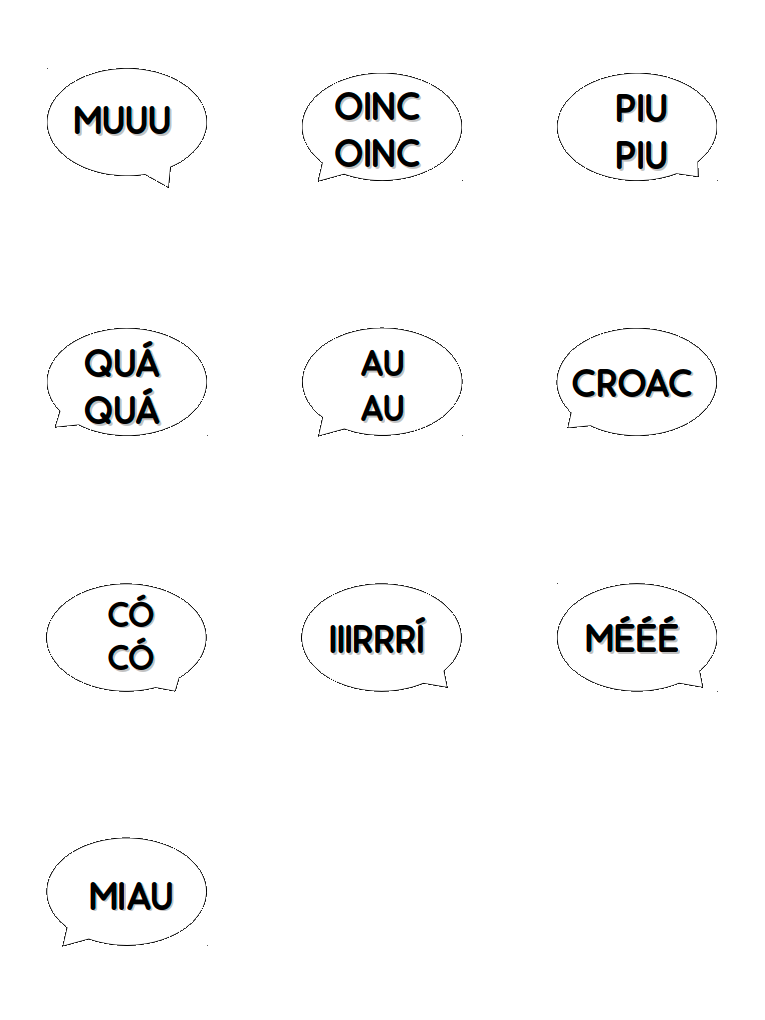 MUUU
OINC
OINC
PIU
PIU
QUÁ
QUÁ
AU
AU
CROAC
CÓ
CÓ
IIIRRRÍ
MÉÉÉ
MIAU